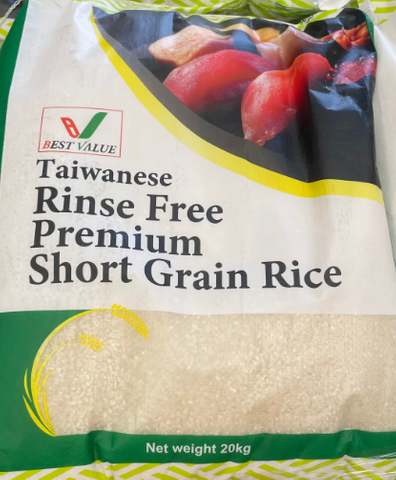 BEST VALUE
Taiwanese
Rinse Free
Premium
Short Grain Rice
Net weight 20kg